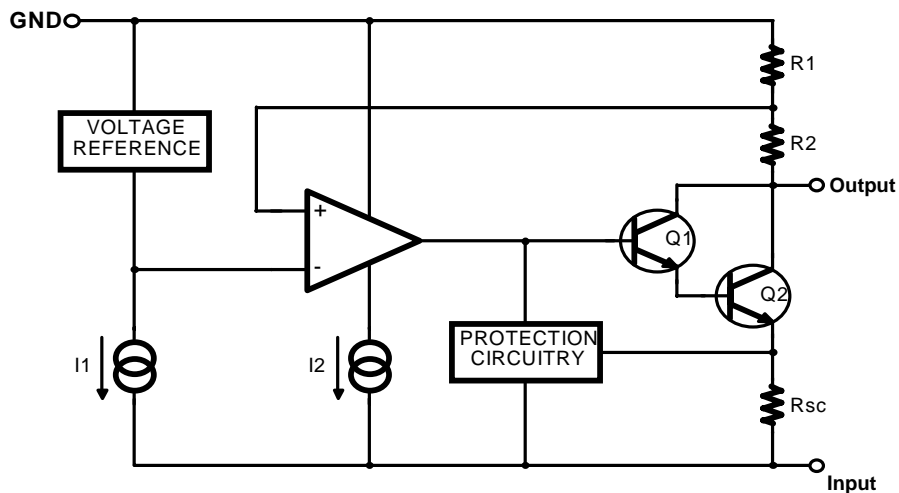 GND
R1
VOLTAGE
REFERENCE
R2
Output
+
Q1
-
Q2
PROTECTION
CIRCUITRY
I1
I2
Rsc
Input